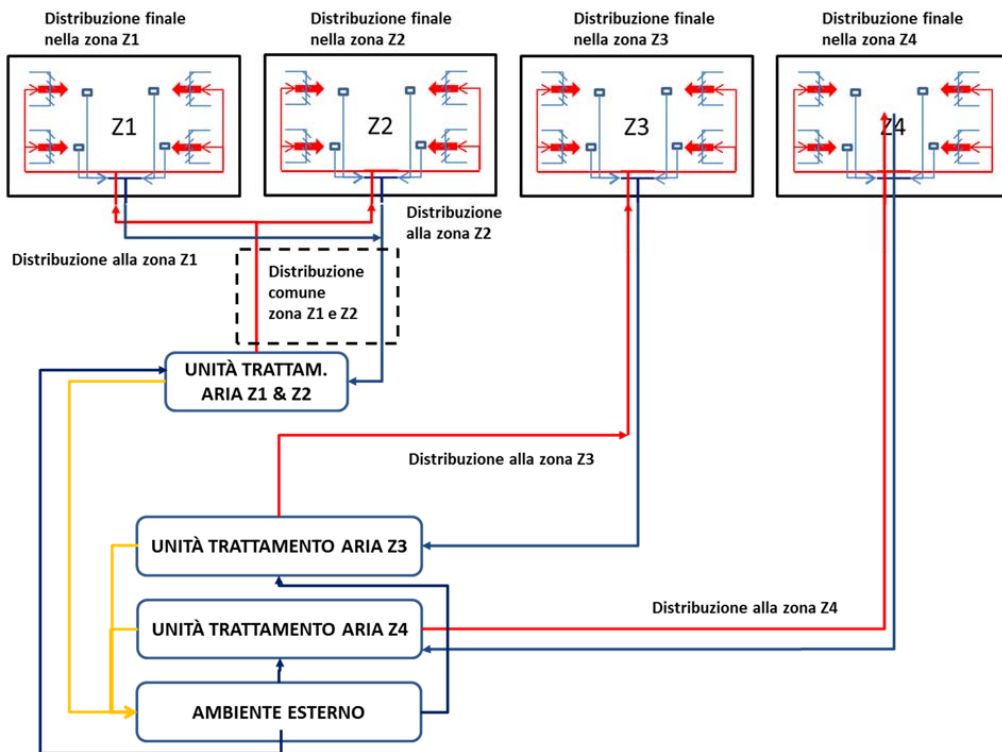 Distribuzione finale
nella zona Z1
Distribuzione finale
nella zona Z2
Distribuzione finale
nella zona Z3
Distribuzione finale
nella zona Z4
Z1
Z2
Z3
Z4
Distribuzione alla zona Z1
Distribuzione
alla zona Z2
Distribuzione
comune
zona Z1 e Z2
UNITÀ TRATTAM.
ARIA Z1 & Z2
Distribuzione alla zona Z3
UNITÀ TRATTAMENTO ARIA Z3
Distribuzione alla zona Z4
UNITÀ TRATTAMENTO ARIA Z4
AMBIENTE ESTERNO